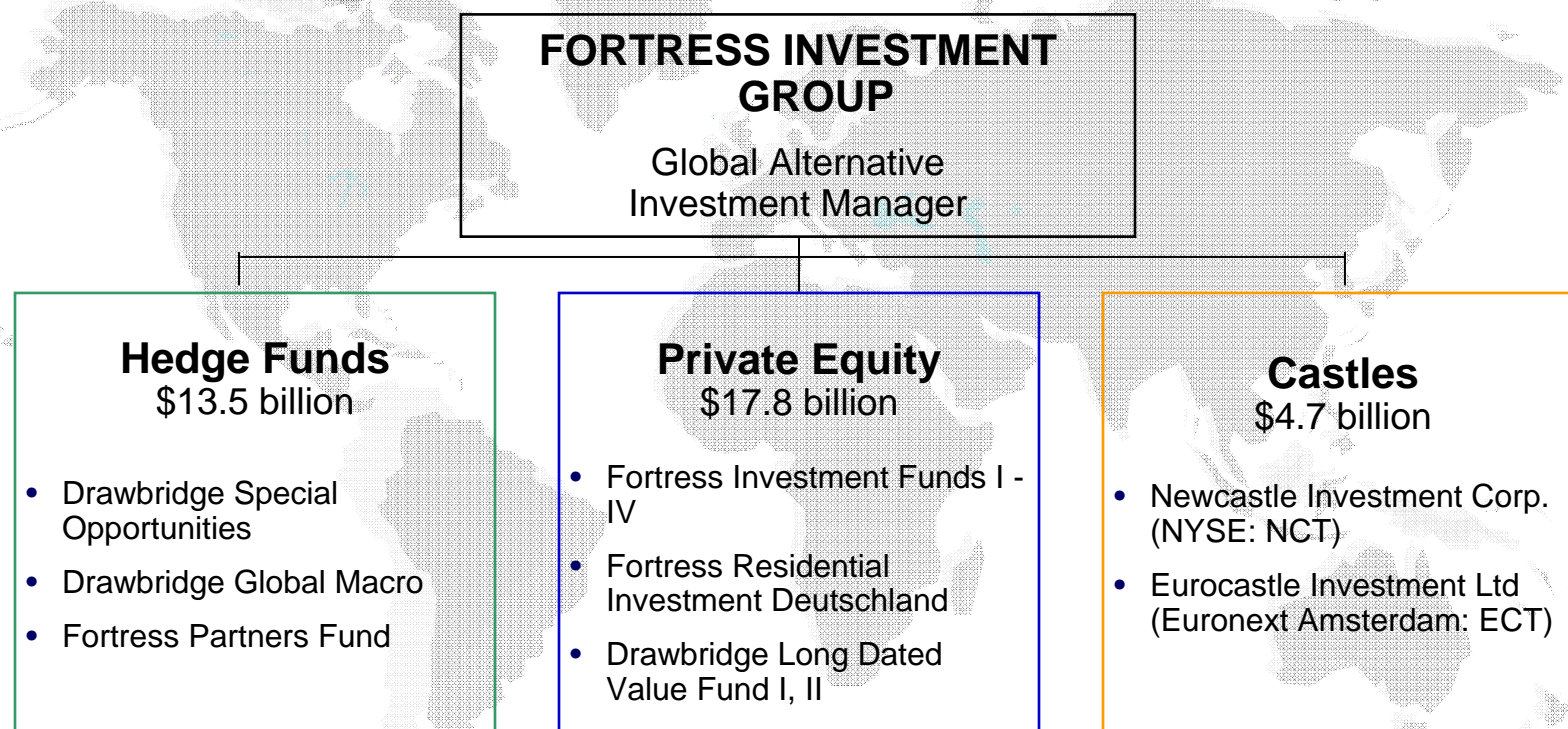 FORTRESS INVESTMENT
GROUP
Global Alternative
Investment Manager
Hedge Funds
$13.5 billion
• Drawbridge Special
Opportunities
• Drawbridge Global Macro
• Fortress Partners Fund
Private Equity
$17.8 billion
• Fortress Investment Funds I -
IV
• Fortress Residential
Investment Deutschland
• Drawbridge Long Dated
Value Fund I, II
Castles
$4.7 billion
• Newcastle Investment Corp.
(NYSE: NCT)
• Eurocastle Investment Ltd
(Euronext Amsterdam: ECT)